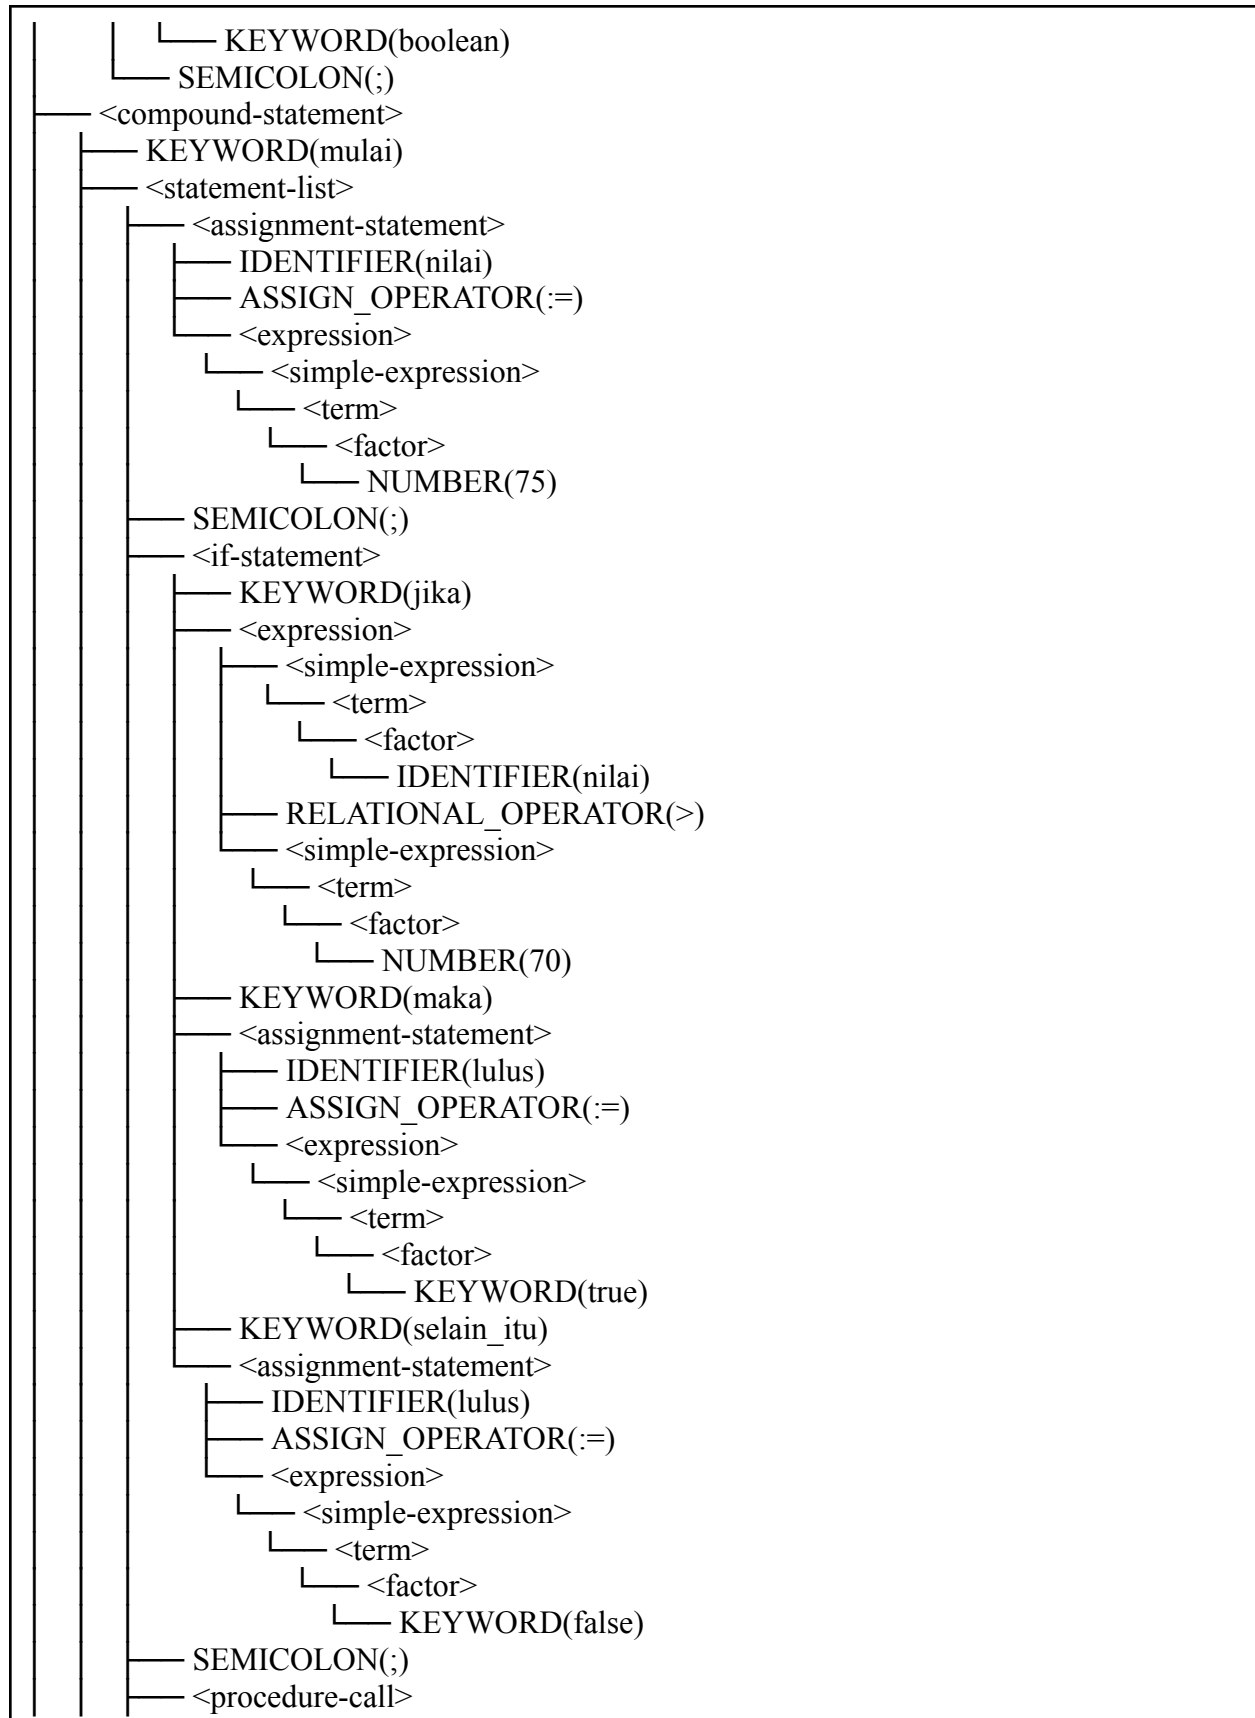 KEYWORD(boolean)
SEMICOLON(;)
<compound-statement>
KEYWORD(mulai)
<statement-list>
<assignment-statement>
IDENTIFIER(nilai)
ASSIGN_OPERATOR(:=)
<expression>
<simple-expression>
<term>
<factor>
NUMBER(75)
SEMICOLON(;)
<if-statement>
KEYWORD(jika)
<expression>
<simple-expression>
<term>
<factor>
IDENTIFIER(nilai)
RELATIONAL_OPERATOR(>)
<simple-expression>
<term>
<factor>
NUMBER(70)
KEYWORD(maka)
<assignment-statement>
IDENTIFIER(lulus)
ASSIGN_OPERATOR(:=)
<expression>
<simple-expression>
<term>
<factor>
KEYWORD(true)
KEYWORD(selain_itu)
<assignment-statement>
IDENTIFIER(lulus)
ASSIGN_OPERATOR(:=)
<expression>
<simple-expression>
<term>
<factor>
KEYWORD(false)
SEMICOLON(;)
<procedure-call>